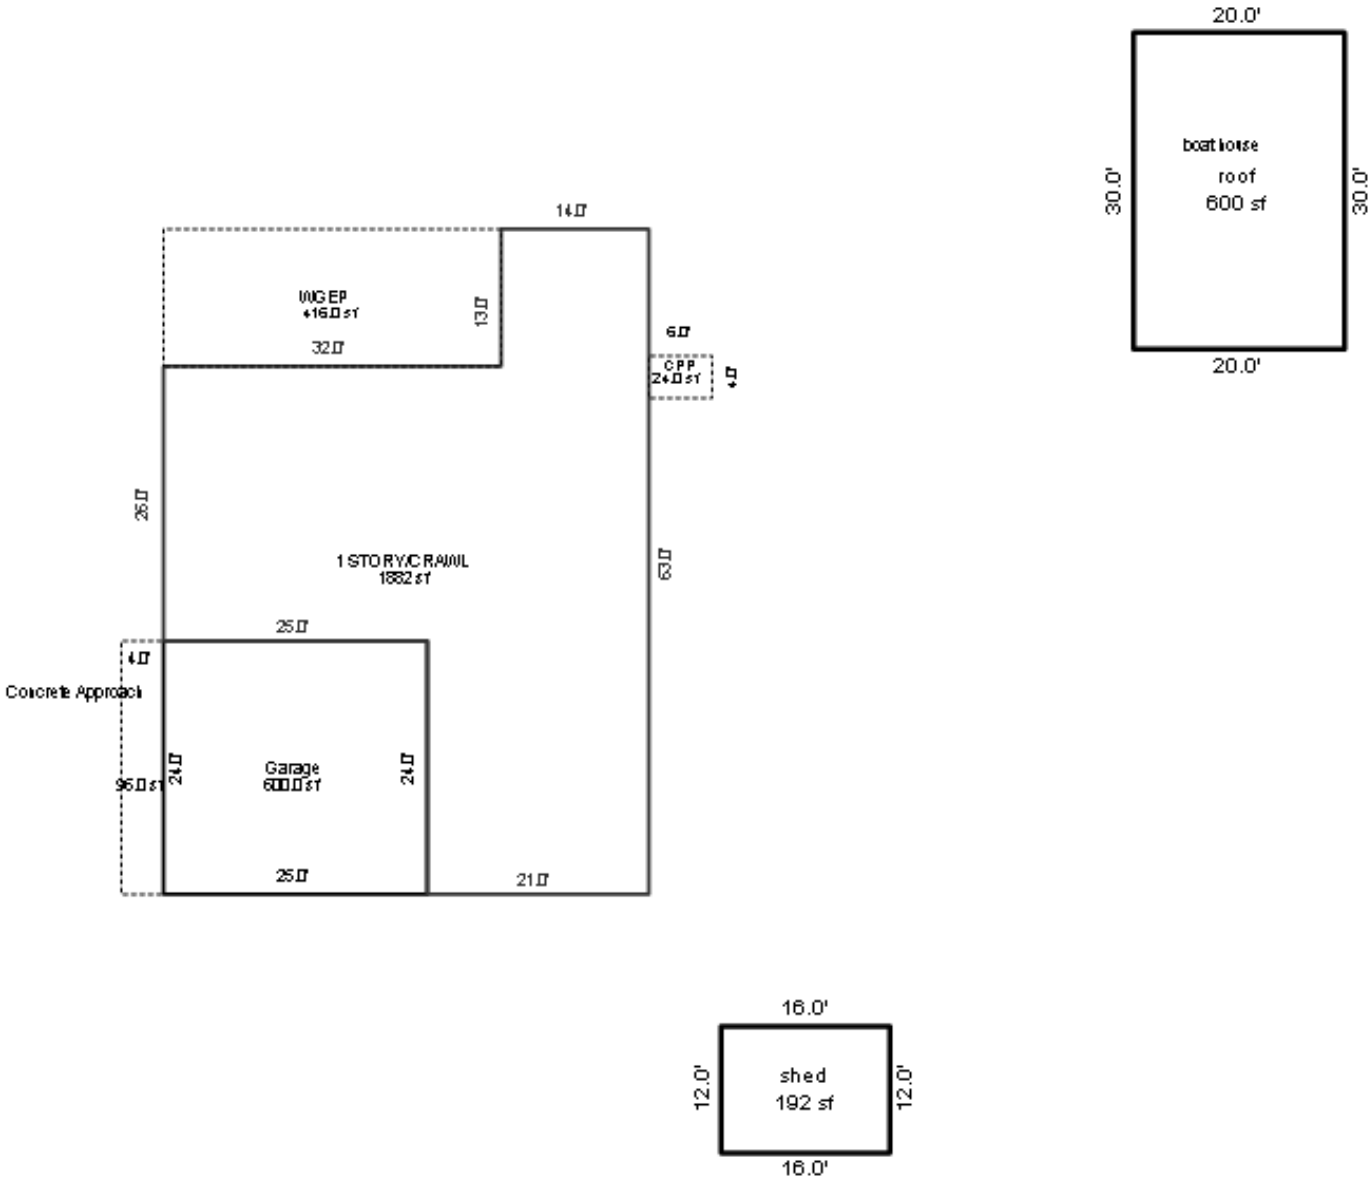 20.0'
boathouse
30.0'
roof
30.0'
600 sf
20.0'
14.0'
WGEP
416.0 sf
13.0'
32.0'
6.0'
CPP
24.0 sf
4.0'
26.0'
1 STORY/CRAWL
1882 sf
63.0'
25.0'
4.0'
Concrete Approach
24.0'
Garage
24.0'
96.0 sf
600.0 sf
25.0'
21.0'
16.0'
12.0'
shed
12.0'
192 sf
16.0'